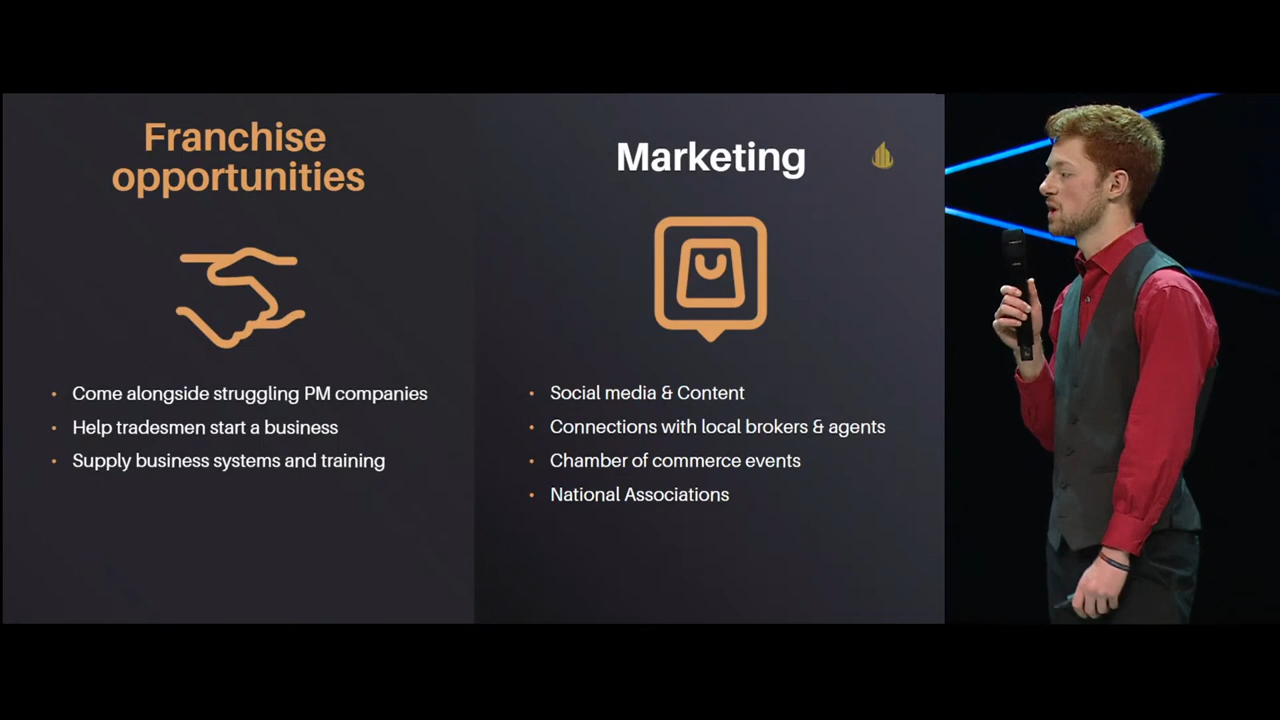 Franchise
opportunities
Come alongside struggling PM companies
Help tradesmen start a business
Supply business systems and training
Marketing
Social media & Content
Connections with local brokers & agents
Chamber of commerce events
National Associations